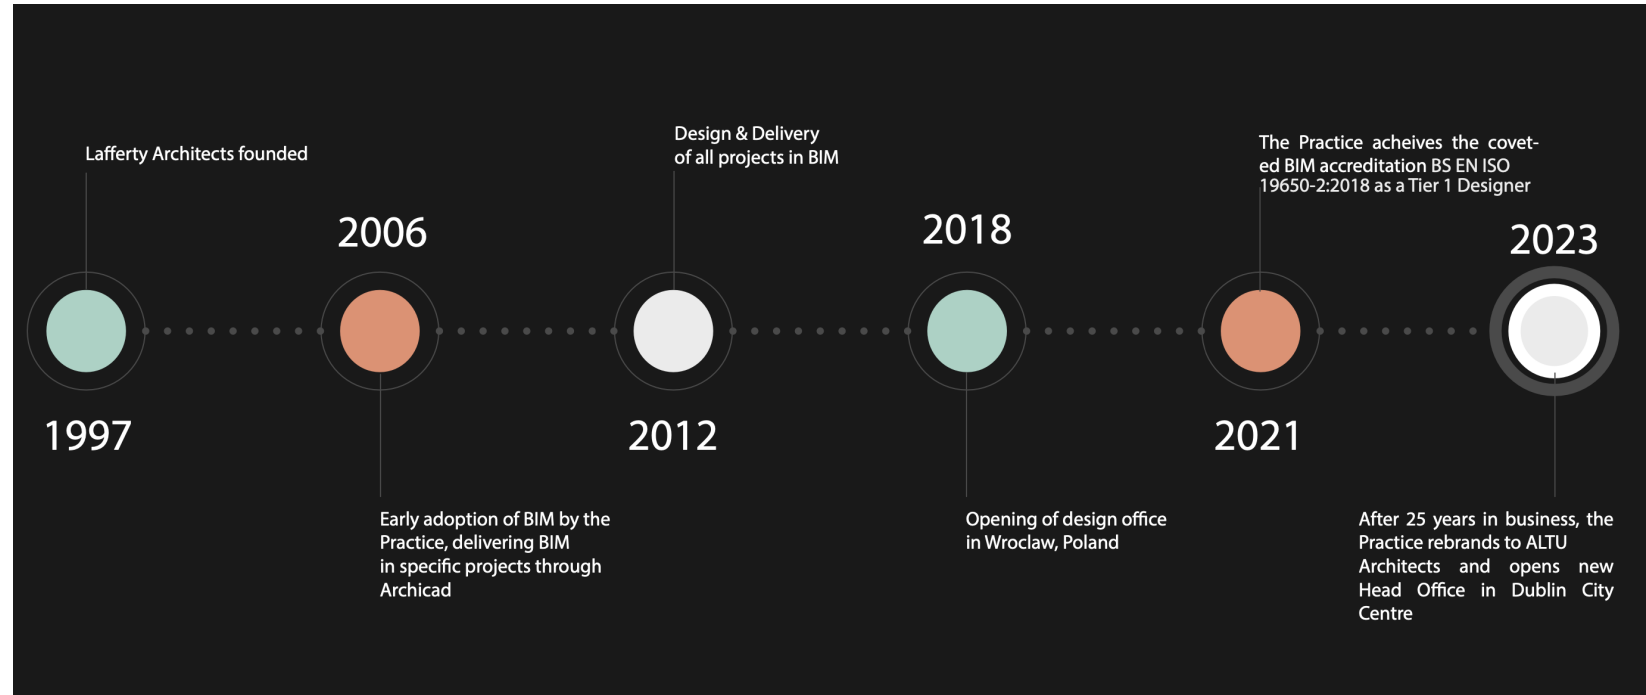 Lafferty Architects founded
1997
2006
Early adoption of BIM by the
Practice, delivering BIM
in specific projects through
Archicad
Design & Delivery
of all projects in BIM
2012
2018
Opening of design office
in Wroclaw, Poland
The Practice acheives the covet-
ed BIM accreditation BS EN ISO
19650-2:2018 as a Tier 1 Designer
2021
2023
After 25 years in business, the
Practice rebrands to ALTU
Architects and opens new
Head Office in Dublin City
Centre